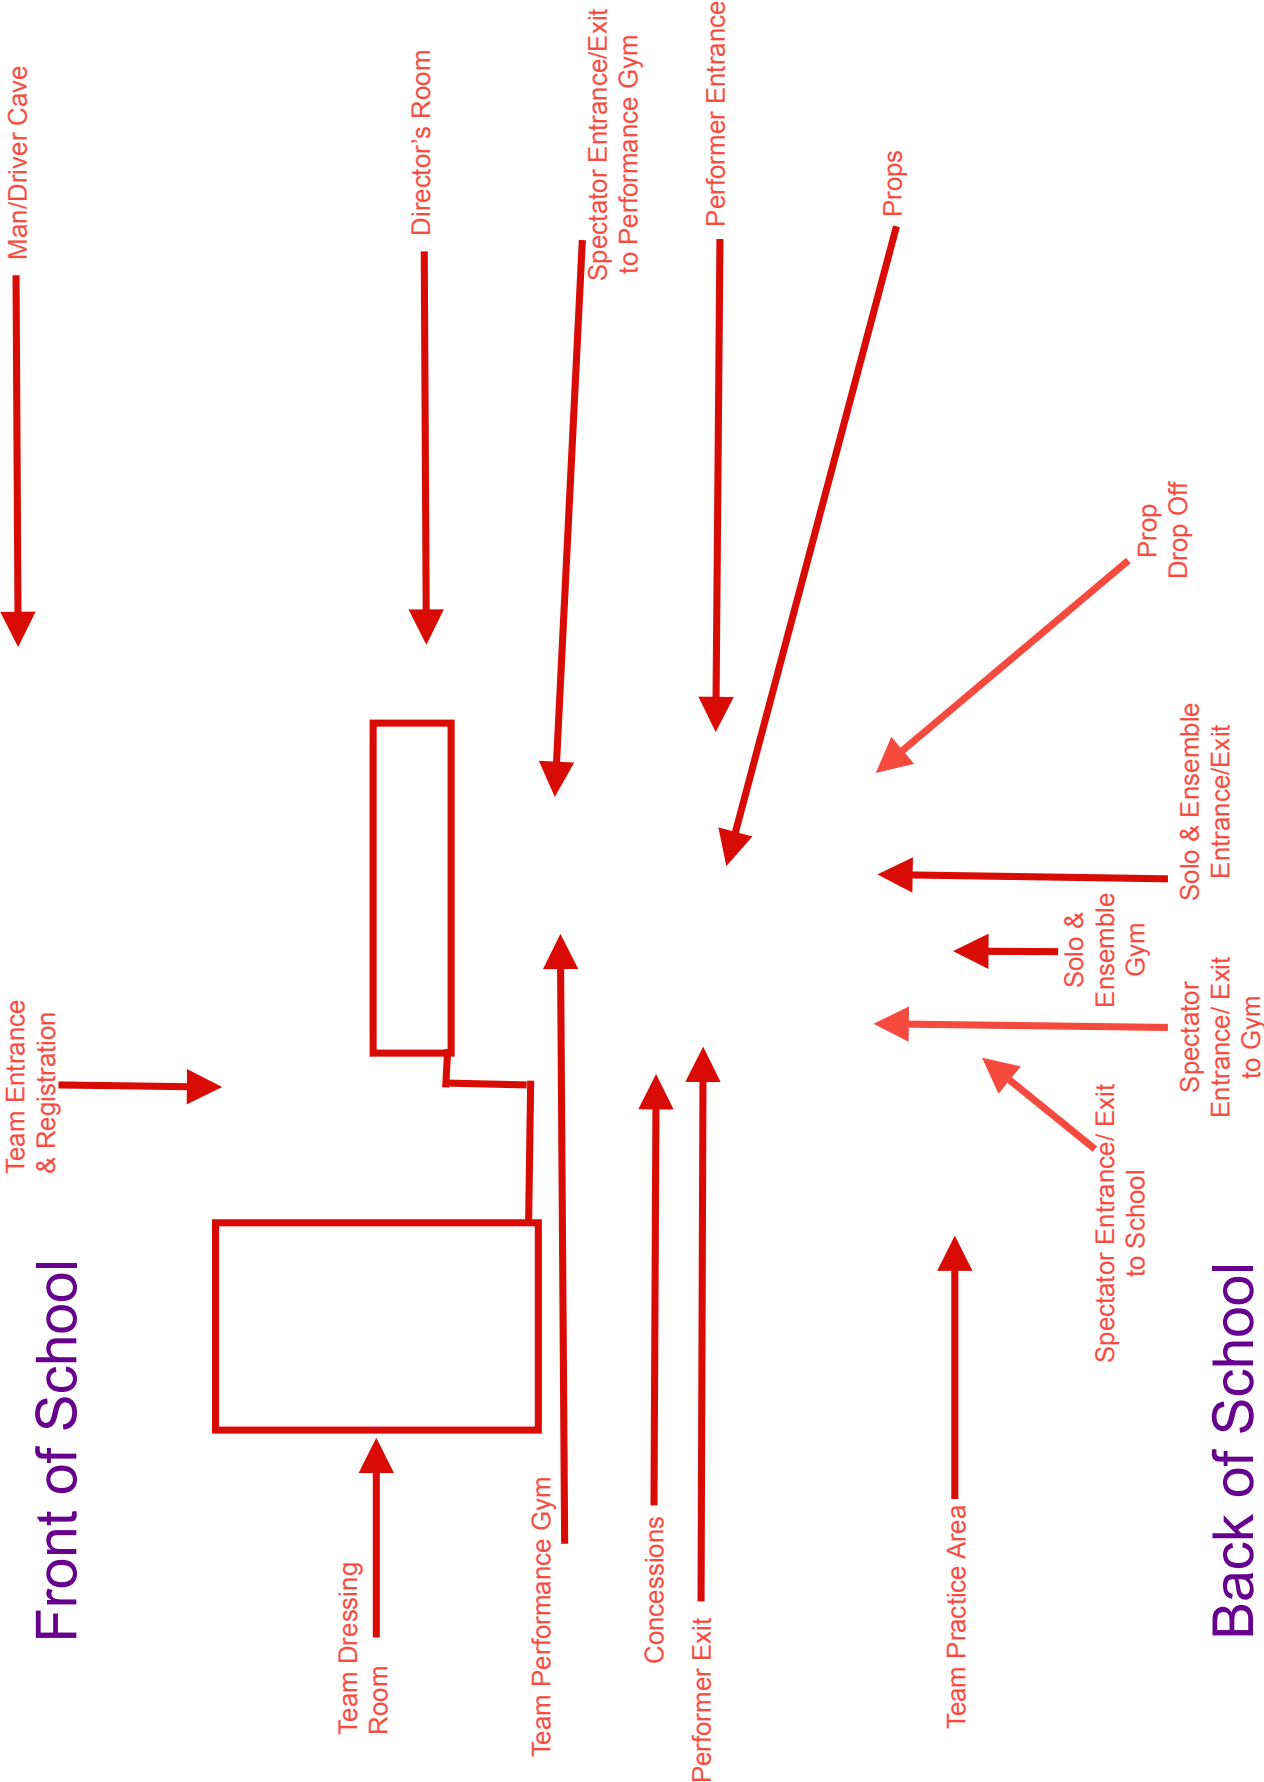 Front of School
Team Entrance
& Registration
Man/Driver Cave
Team Dressing
Room
Director's Room
Team Performance Gym
Spectator Entrance/Exit
to Performance Gym
Concessions
Performer Exit
Performer Entrance
Props
Team Practice Area
Prop
Drop Off
Solo &
Ensemble
Gym
Spectator Entrance/ Exit
to School
Spectator
Entrance/ Exit
to Gym
Solo & Ensemble
Entrance/Exit
Back of School